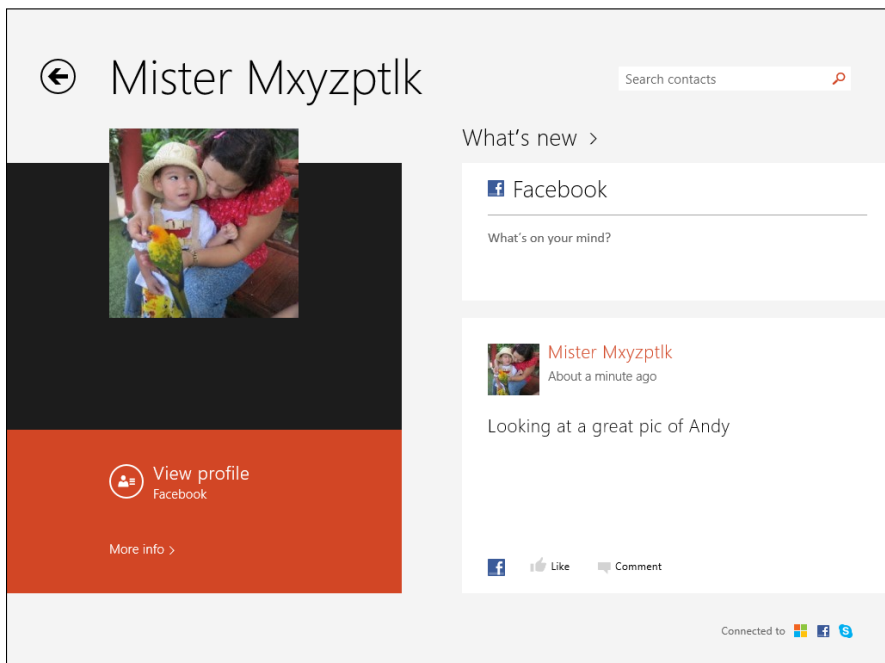 Mister Mxyzptlk
Search contacts
What's new >
Facebook
What's on your mind?
Mister Mxyzptlk
About a minute ago
Looking at a great pic of Andy
Like Comment
View profile
Facebook
More info >
Connected to